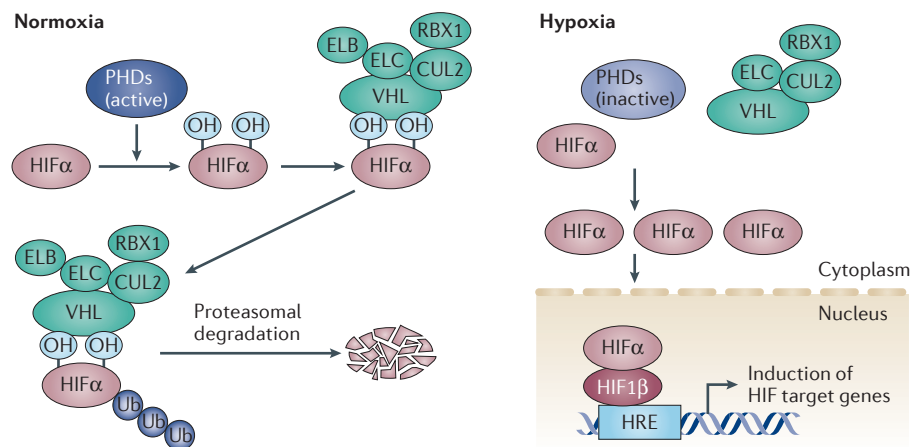 Normoxia
PHDs
(active)
HIFα
OH
OH
HIFα
ELB
ELC
RBX1
CUL2
VHL
OH
OH
HIFα
ELB
ELC
RBX1
CUL2
VHL
OH
OH
HIFα
Ub
Ub
Ub
Proteasomal
degradation
Hypoxia
PHDs
(inactive)
ELC
RBX1
CUL2
VHL
HIFα
HIFα
HIFα
HIFα
Cytoplasm
Nucleus
HIFα
HIF1β
HRE
Induction of
HIF target genes